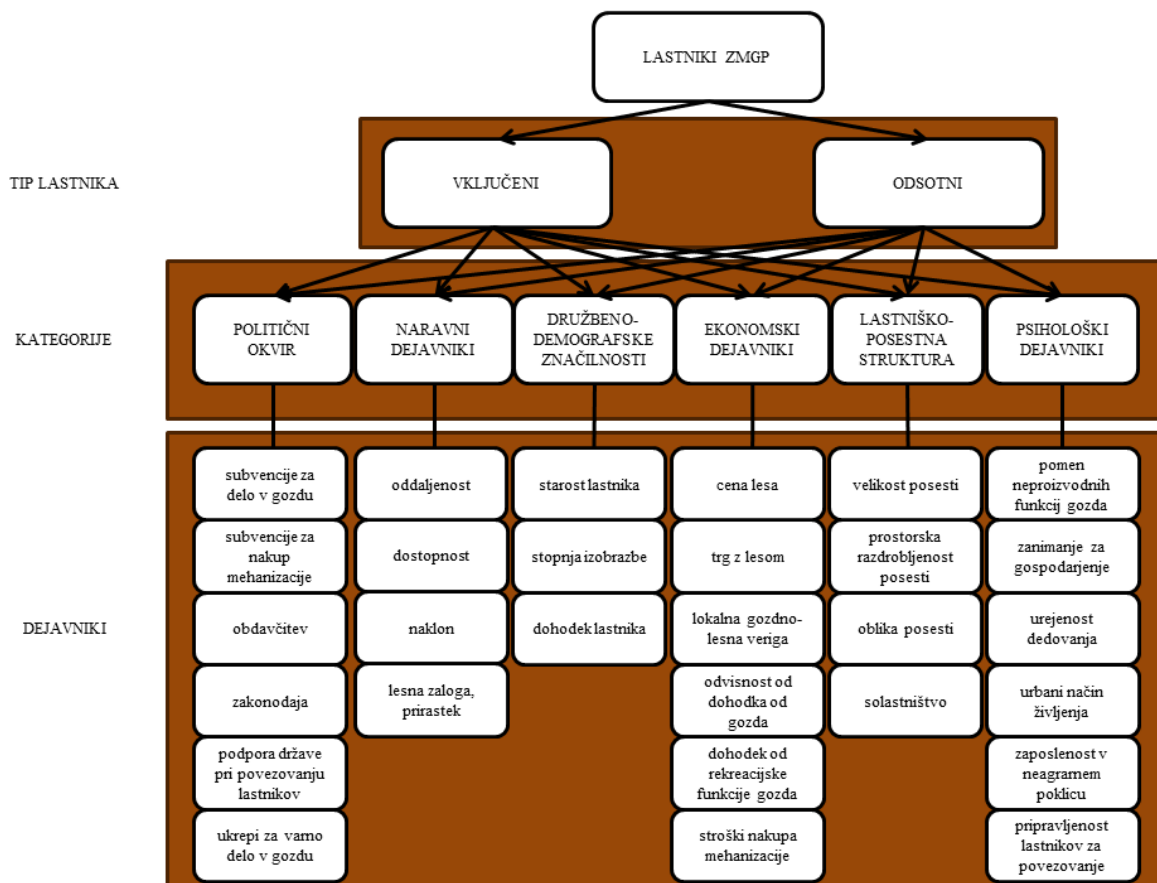 LASTNIKI ZMGP
TIP LASTNIKA
VKLJUČENI
ODSOTNI
KATEGORIJE
POLITIČNI
OKVIR
NARAVNI
DEJAVNIKI
DRUŽBENO-
DEMOGRAFSKE
ZNAČILNOSTI
EKONOMSKI
DEJAVNIKI
LASTNIŠKO-
POSESTNA
STRUKTURA
PSIHOLOŠKI
DEJAVNIKI
DEJAVNIKI
subvencije za
delo v gozdu
subvencije za
nakup
mehanizacije
obdavčitev
zakonodaja
podpora države
pri povezovanju
lastnikov
ukrepi za varno
delo v gozdu
oddaljenost
dostopnost
naklon
lesna zaloga,
prirastek
starost lastnika
stopnja izobrazbe
dohodek lastnika
cena lesa
trg z lesom
lokalna gozdno-
lesna veriga
odvisnost od
dohodka od
gozda
dohodek od
rekreacijske
funkcije gozda
stroški nakupa
mehanizacije
velikost posesti
prostorska
razdrobljenost
posesti
oblika posesti
solastništvo
pomen
neproizvodnih
funkcij gozda
zanimanje za
gospodarjenje
urejenost
dedovanja
urbani način
življenja
zaposlenost v
neagrarnem
poklicu
pripravljenost
lastnikov za
povezovanje